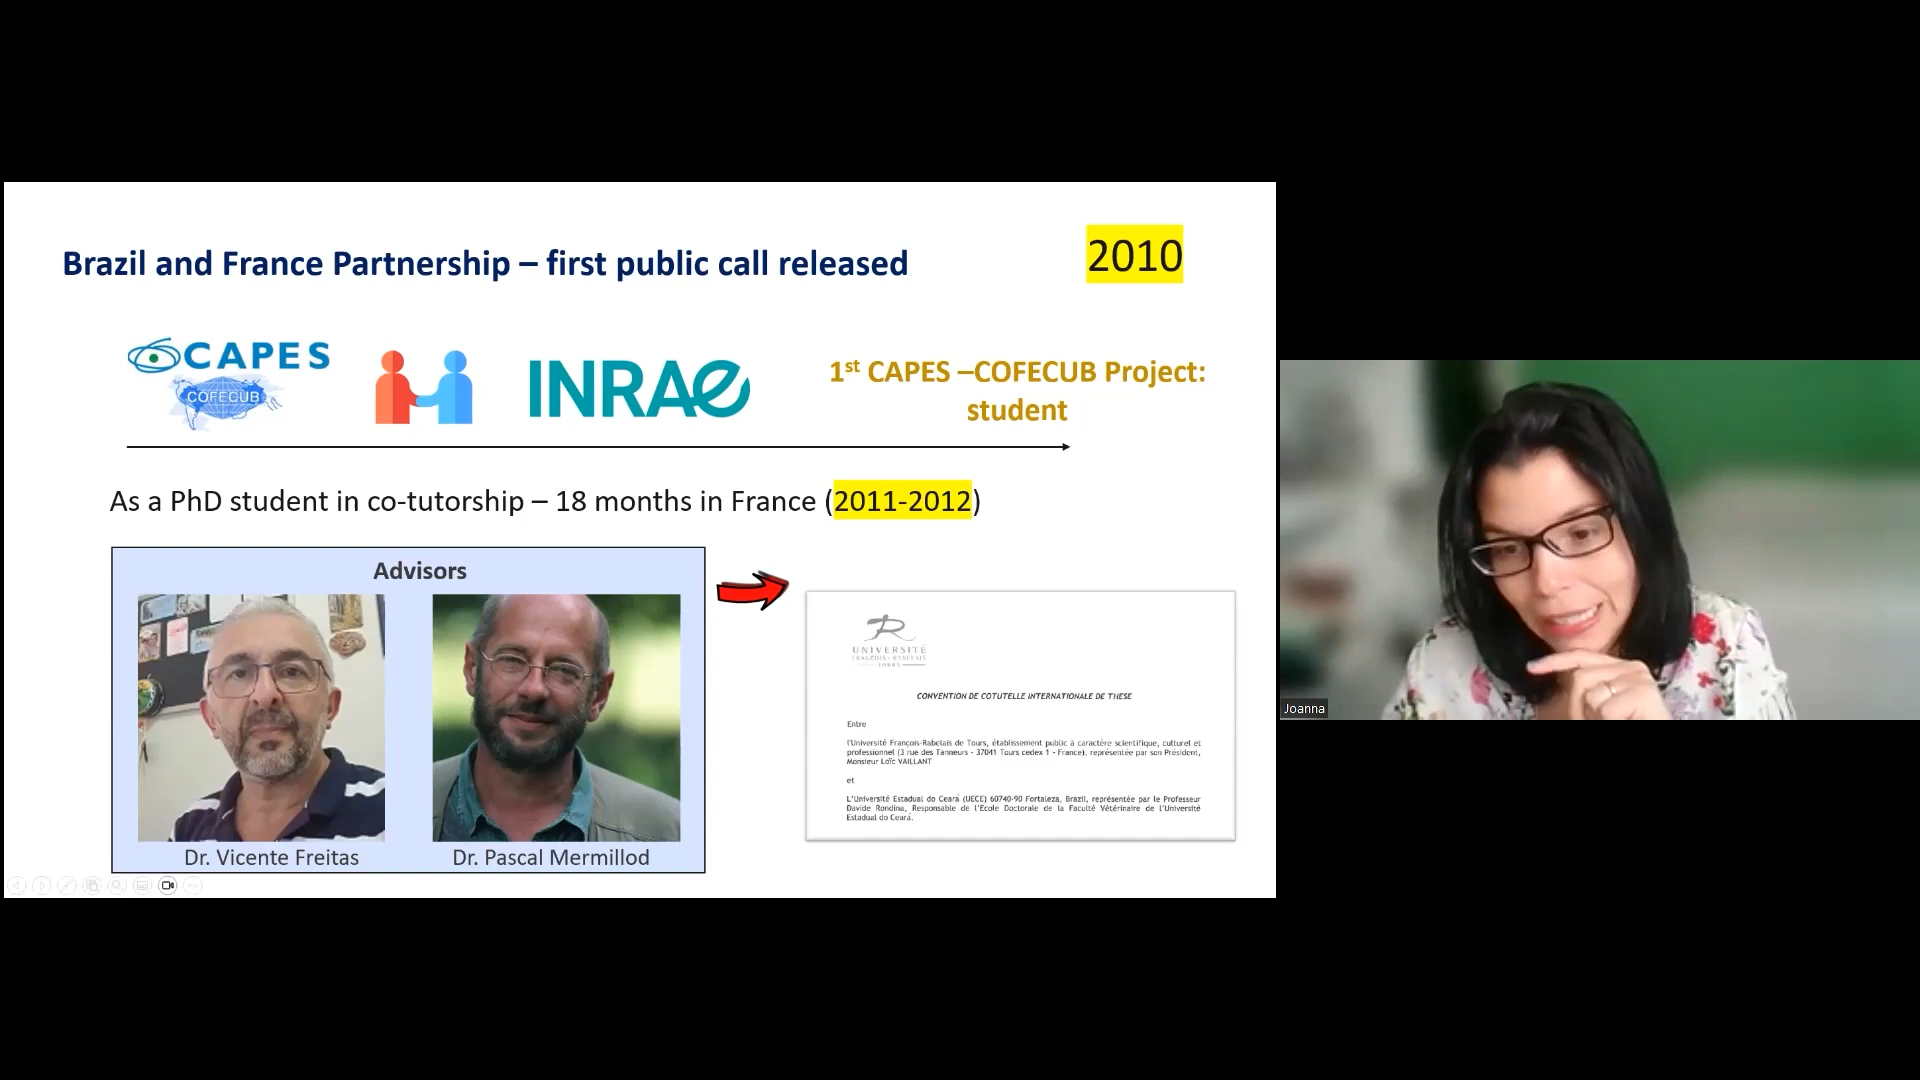 Brazil and France Partnership – first public call released
2010
CAPES
COFECUB
INRAE
1st CAPES –COFECUB Project:
student
As a PhD student in co-tutorship – 18 months in France (2011-2012)
Advisors
Dr. Vicente Freitas
Dr. Pascal Mermillod
UNIVERSITÉ
FRANÇOIS - RABELAIS
TOURS
CONVENTION DE COTUTELLE INTERNATIONALE DE THESE
Entre
l'Université François-Rabelais de Tours, établissement public à caractère scientifique, culturel et
professionnel (3 rue des Tanneurs - 37041 Tours cedex 1 - France), représentée par son Président,
Monsieur Loïc VAILLANT
et
L'Université Estadual do Ceará (UECE) 60740-90 Fortaleza, Brazil, représentée par le Professeur
Davide Rondina, Responsable de l'Ecole Doctorale de la Faculté Vétérinaire de l'Université
Estadual do Ceará.
Joanna